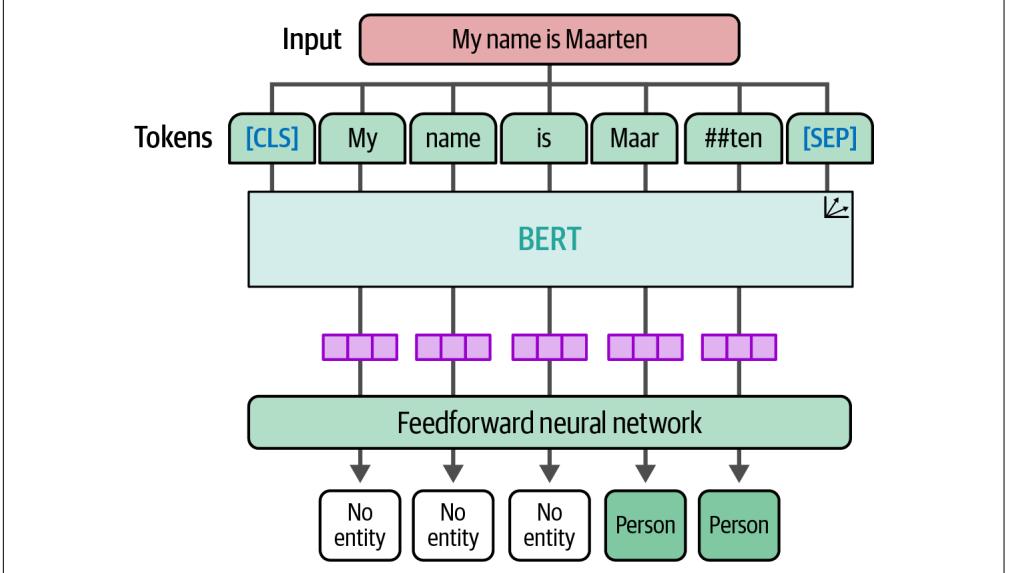 Input
My name is Maarten
Tokens
[CLS]
My
name
is
Maar
##ten
[SEP]
BERT
Feedforward neural network
No
entity
No
entity
No
entity
Person
Person